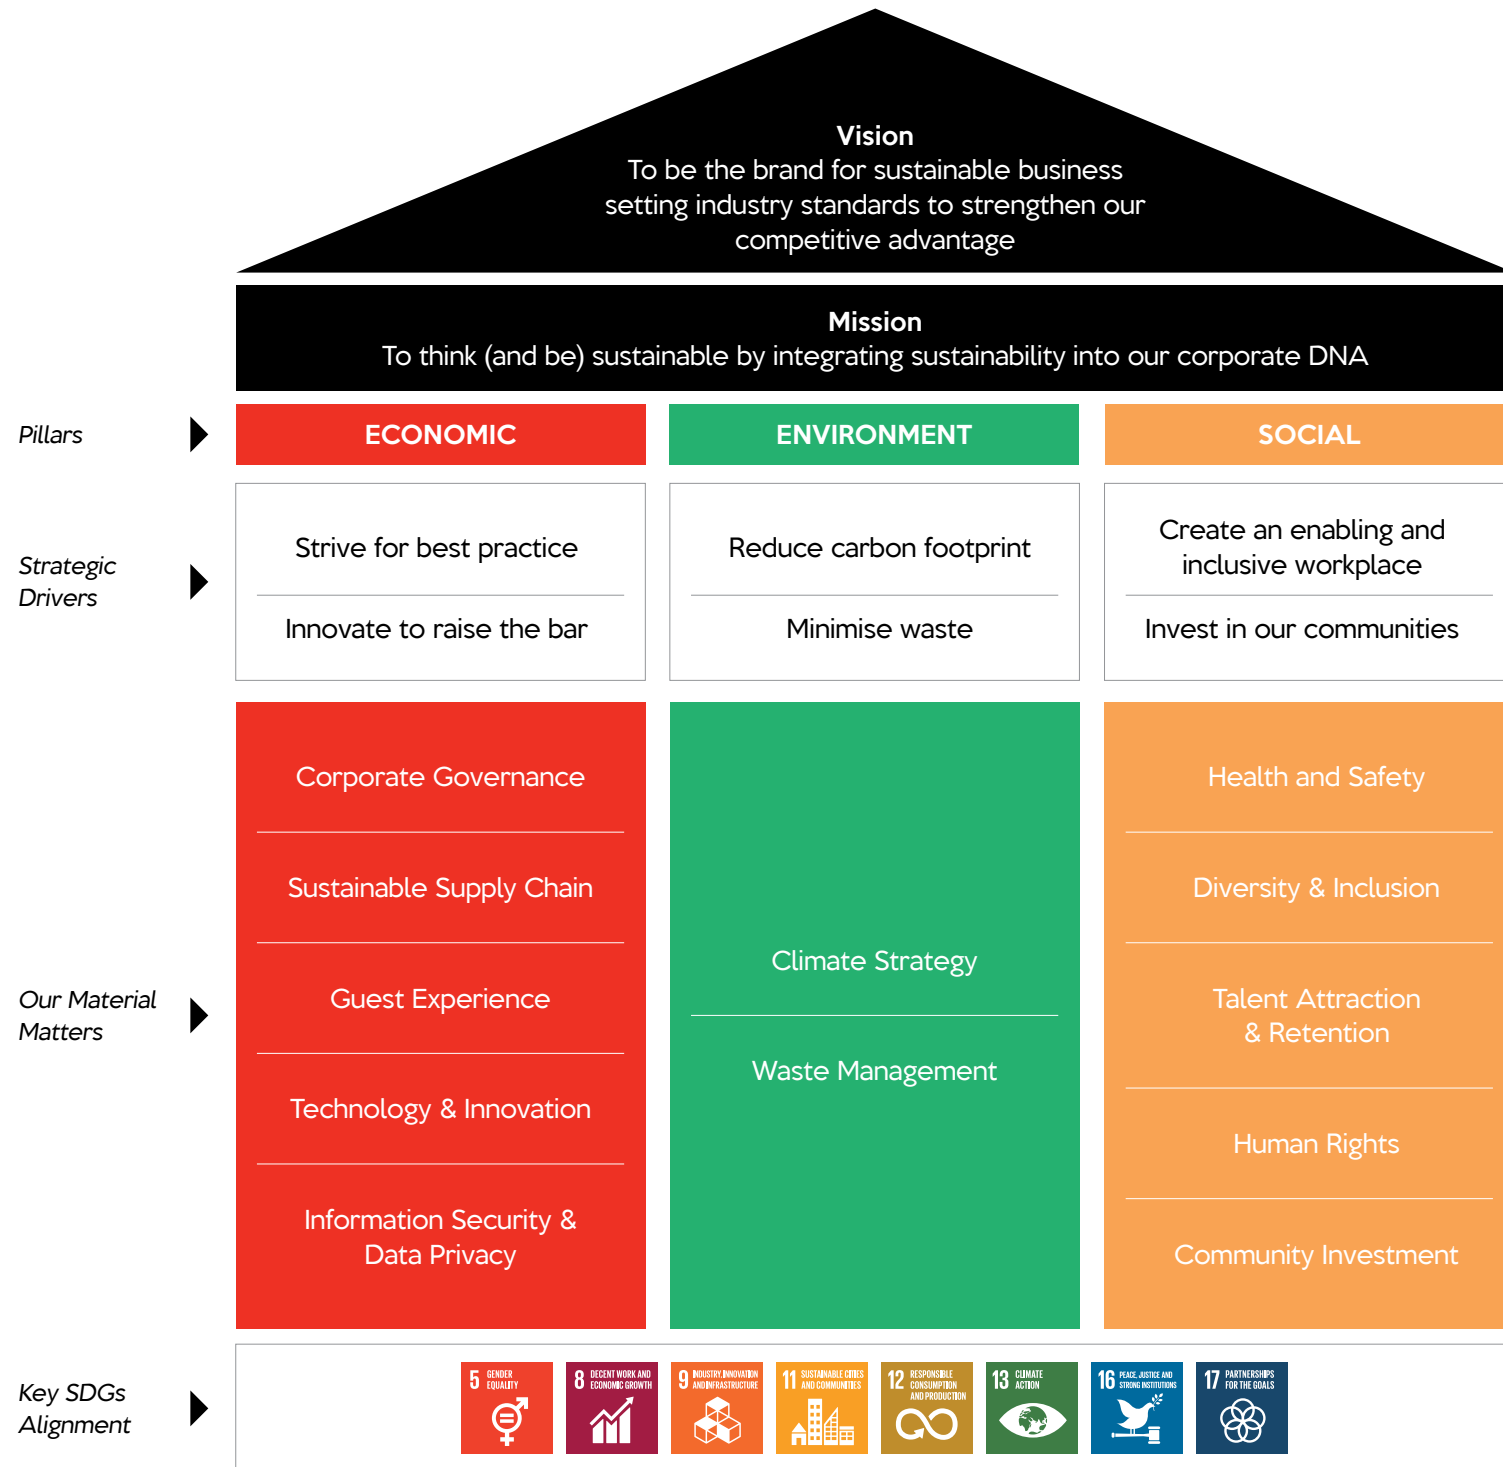 Vision
To be the brand for sustainable business
setting industry standards to strengthen our
competitive advantage
Mission
To think (and be) sustainable by integrating sustainability into our corporate DNA
Pillars
ECONOMIC
ENVIRONMENT
SOCIAL
Strategic
Drivers
Strive for best practice
Innovate to raise the bar
Reduce carbon footprint
Minimise waste
Create an enabling and
inclusive workplace
Invest in our communities
Our Material
Matters
Corporate Governance
Sustainable Supply Chain
Guest Experience
Technology & Innovation
Information Security &
Data Privacy
Climate Strategy
Waste Management
Health and Safety
Diversity & Inclusion
Talent Attraction
& Retention
Human Rights
Community Investment
Key SDGs
Alignment
5 GENDER
EQUALITY
8 DECENT WORK AND
ECONOMIC GROWTH
9 INDUSTRY, INNOVATION
AND INFRASTRUCTURE
11 SUSTAINABLE CITIES
AND COMMUNITIES
12 RESPONSIBLE
CONSUMPTION
AND PRODUCTION
13 CLIMATE
ACTION
16 PEACE, JUSTICE AND
STRONG INSTITUTIONS
17 PARTNERSHIPS
FOR THE GOALS